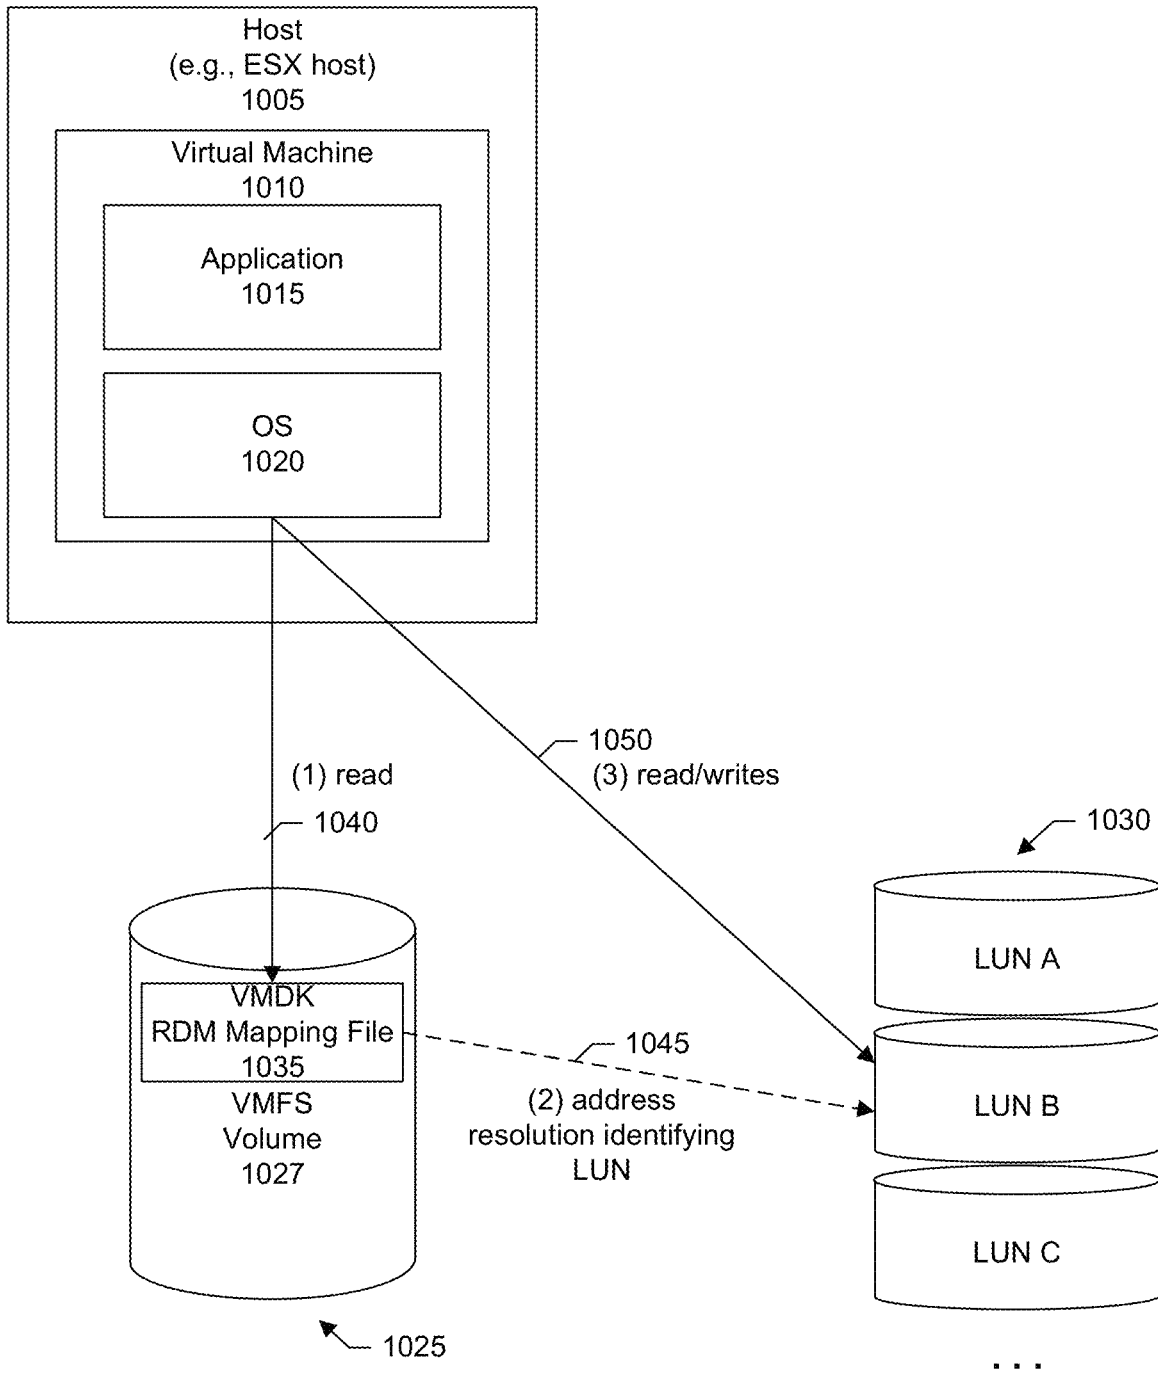 Host
(e.g., ESX host)
1005
Virtual Machine
1010
Application
1015
OS
1020
1050
(3) read/writes
(1) read
1040
1030
LUN A
VMDK
RDM Mapping File
1035
1045
VMFS
Volume
1027
(2) address
resolution identifying
LUN
LUN B
LUN C
1025
. . .